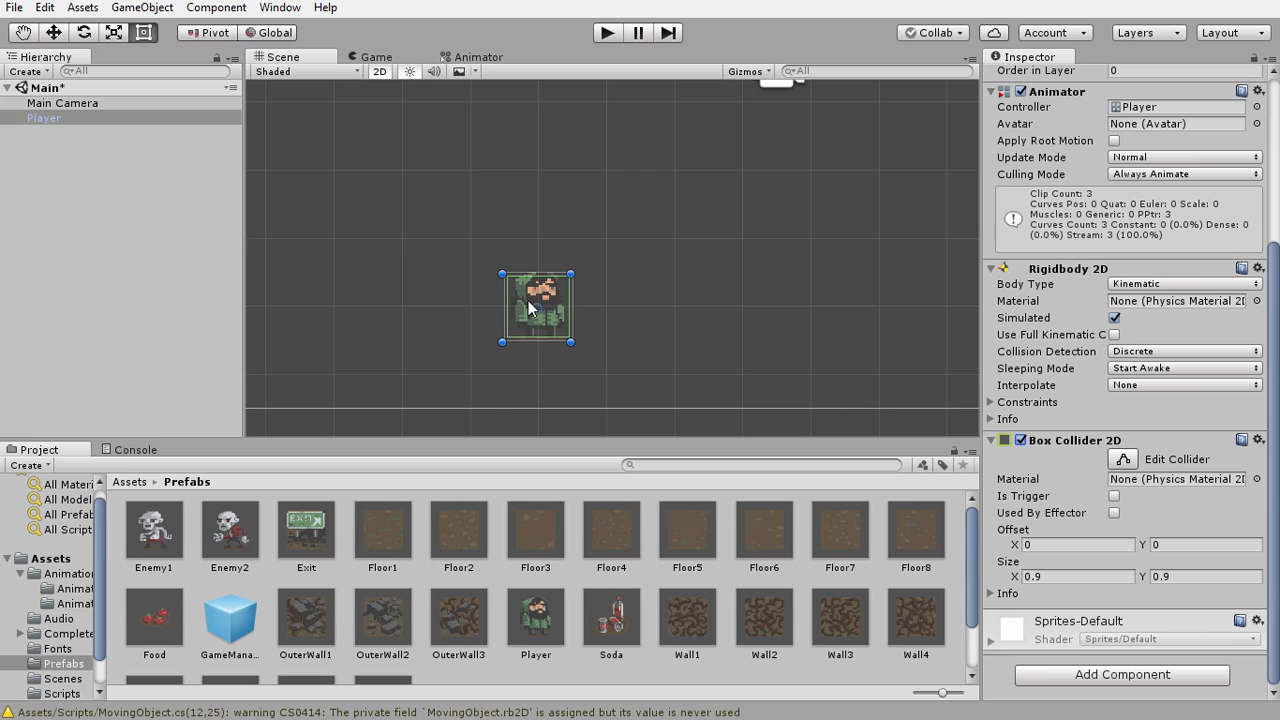 File Edit Assets GameObject Component Window Help
Pivot Global Collab Account Layers Layout
Hierarchy Scene Game Animator Inspector
Create All Shaded 2D Gizmos All Order in Layer 0
Main*
Main Camera
Player
Animator
Controller Player
Avatar None (Avatar)
Apply Root Motion
Update Mode Normal
Culling Mode Always Animate
Clip Count: 3
Curves Pos: 0 Quat: 0 Euler: 0 Scale: 0
Muscles: 0 Generic: 0 PPtr: 3
Curves Count: 3 Constant: 0 (0.0%) Dense: 0
(0.0%) Stream: 3 (100.0%)
Rigidbody 2D
Body Type Kinematic
Material None (Physics Material 2D
Simulated
Use Full Kinematic C
Collision Detection Discrete
Sleeping Mode Start Awake
Interpolate None
Constraints
Info
Box Collider 2D
Edit Collider
Material None (Physics Material 2D
Is Trigger
Used By Effector
Offset
X 0 Y 0
Size
X 0.9 Y 0.9
Info
Sprites-Default
Shader Sprites/Default
Add Component
Project Console
Create
All Materi
All Model
All Prefab
All Script
Assets
Animation
Animat
Animat
Audio
Complete
Fonts
Prefabs
Scenes
Scripts
Assets Prefabs
EXIT
Enemy1 Enemy2 Exit Floor1 Floor2 Floor3 Floor4 Floor5 Floor6 Floor7 Floor8
Food GameMana... OuterWall1 OuterWall2 OuterWall3 Player Soda Wall1 Wall2 Wall3 Wall4
Assets/Scripts/MovingObject.cs(12,25): warning CS0414: The private field `MovingObject.rb2D' is assigned but its value is never used